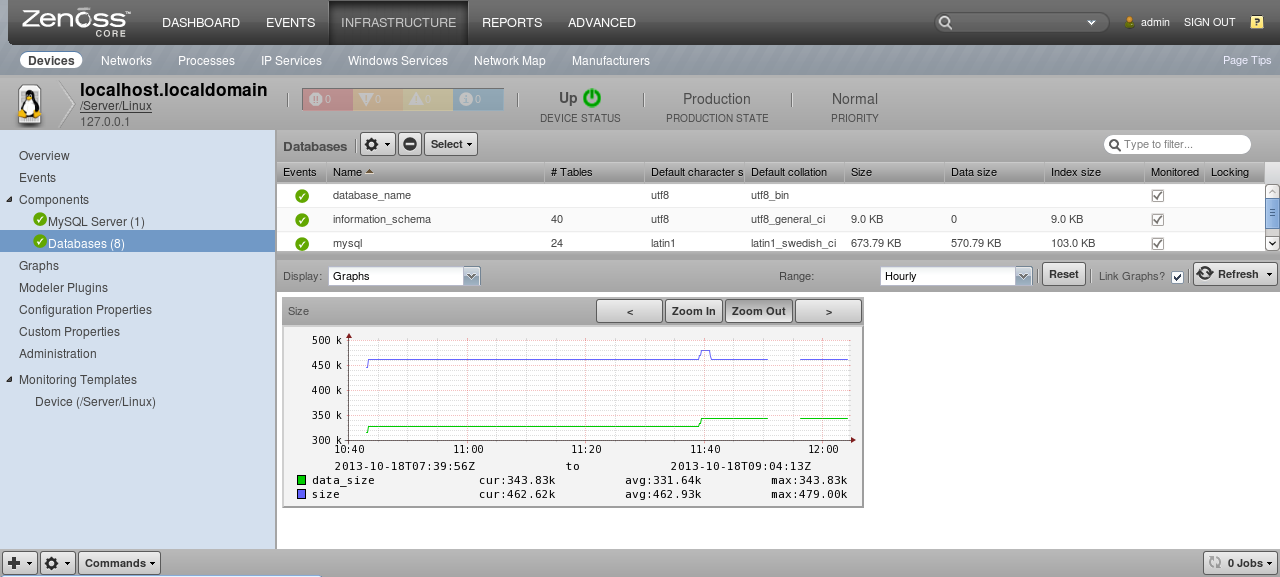 Zenoss CORE DASHBOARD EVENTS INFRASTRUCTURE REPORTS ADVANCED admin SIGN OUT ?
Devices Networks Processes IP Services Windows Services Network Map Manufacturers Page Tips
localhost.localdomain
/Server/Linux
127.0.0.1
0 0 0 0
Up
DEVICE STATUS
Production
PRODUCTION STATE
Normal
PRIORITY
Overview
Events
Components
MySQL Server (1)
Databases (8)
Graphs
Modeler Plugins
Configuration Properties
Custom Properties
Administration
Monitoring Templates
Device (/Server/Linux)
Databases Select Type to filter...
Events Name # Tables Default character s Default collation Size Data size Index size Monitored Locking
database_name utf8 utf8_bin
information_schema 40 utf8 utf8_general_ci 9.0 KB 0 9.0 KB
mysql 24 latin1 latin1_swedish_ci 673.79 KB 570.79 KB 103.0 KB
Display: Graphs Range: Hourly Reset Link Graphs? Refresh
Size < Zoom In Zoom Out >
500 k
450 k
400 k
350 k
300 k
10:40 11:00 11:20 11:40 12:00
2013-10-18T07:39:56Z to 2013-10-18T09:04:13Z
data_size cur:343.83k avg:331.64k max:343.83k
size cur:462.62k avg:462.93k max:479.00k
Commands 0 Jobs